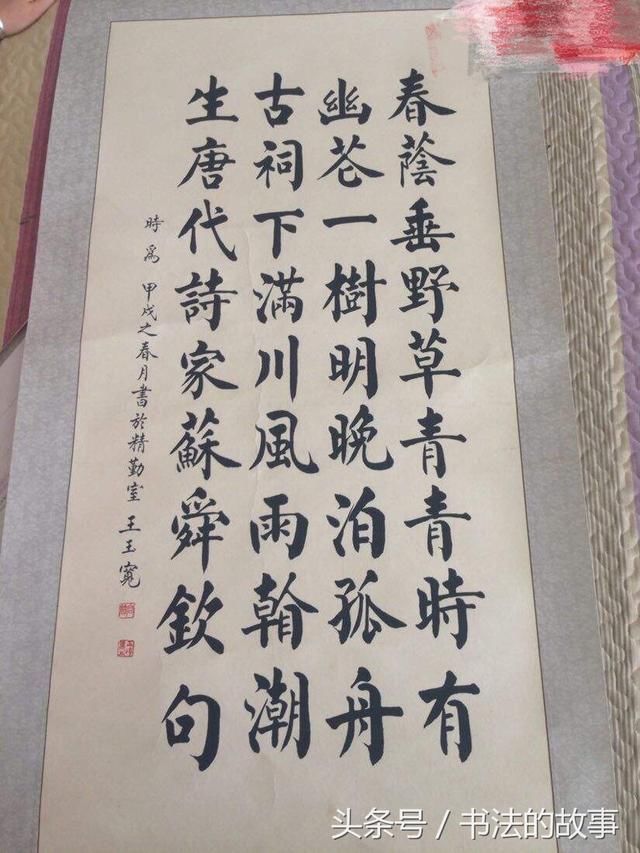 春蔭垂野草青青時有
幽芲一樹明晚泊孤舟
古祠下滿川風雨翰潮
生唐代詩家蘇舜欽句
時爲 甲戌之春月書於精勤室 王玉寬
头条号 / 书法的故事